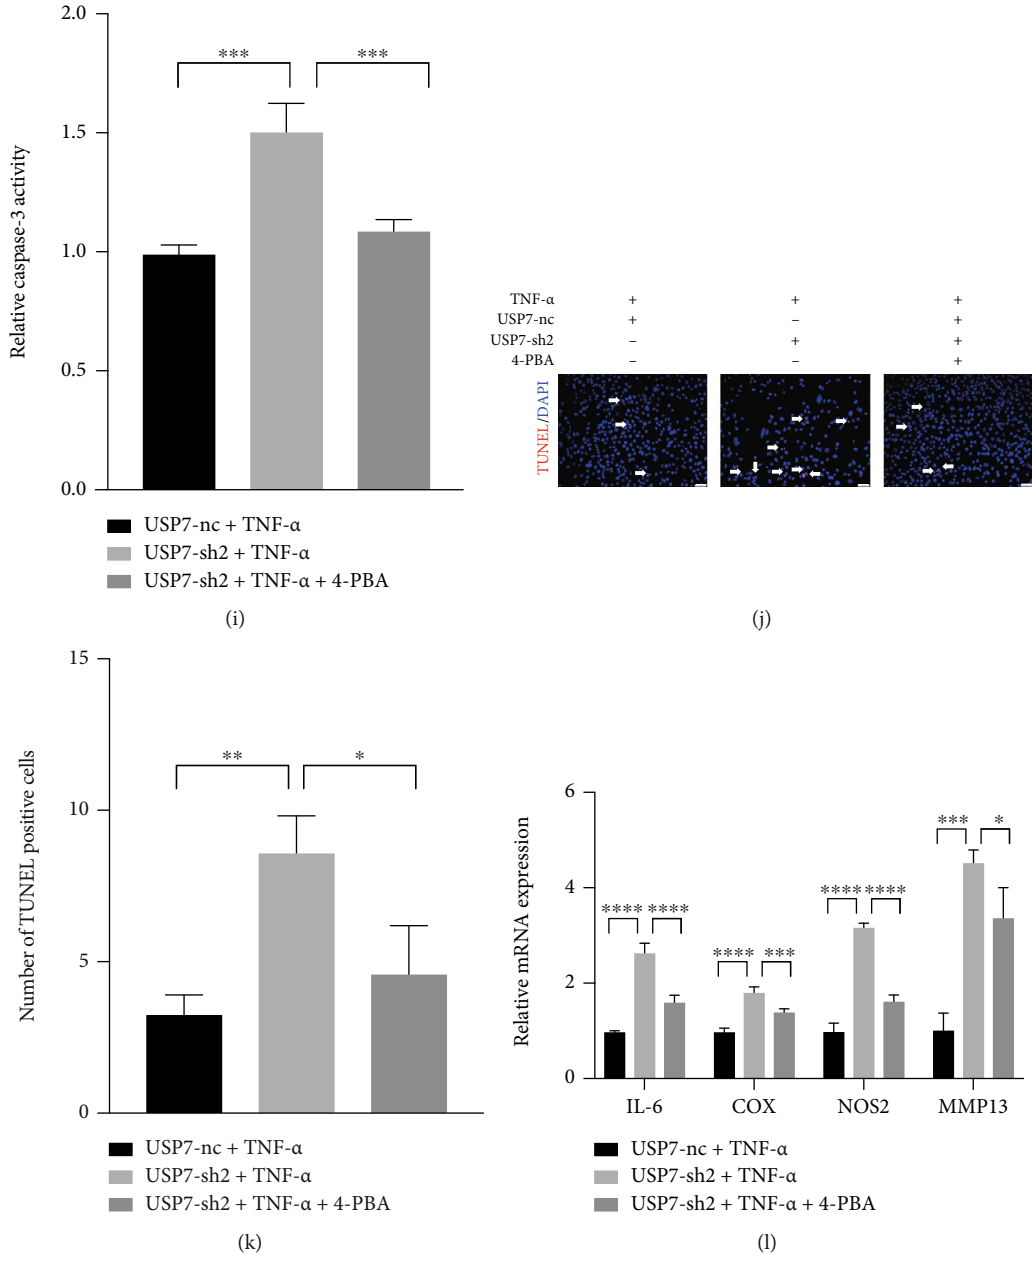 2.0
1.5
1.0
0.5
0.0
Relative caspase-3 activity
*** ***
USP7-nc + TNF-α
USP7-sh2 + TNF-α
USP7-sh2 + TNF-α + 4-PBA
(i)
TNF-α + + +
USP7-nc + – +
USP7-sh2 – + +
4-PBA – – +
TUNEL/DAPI
(j)
15
10
5
0
Number of TUNEL positive cells
** *
USP7-nc + TNF-α
USP7-sh2 + TNF-α
USP7-sh2 + TNF-α + 4-PBA
(k)
6
4
2
0
Relative mRNA expression
**** ****
**** ***
**** ****
*** *
IL-6 COX NOS2 MMP13
USP7-nc + TNF-α
USP7-sh2 + TNF-α
USP7-sh2 + TNF-α + 4-PBA
(l)